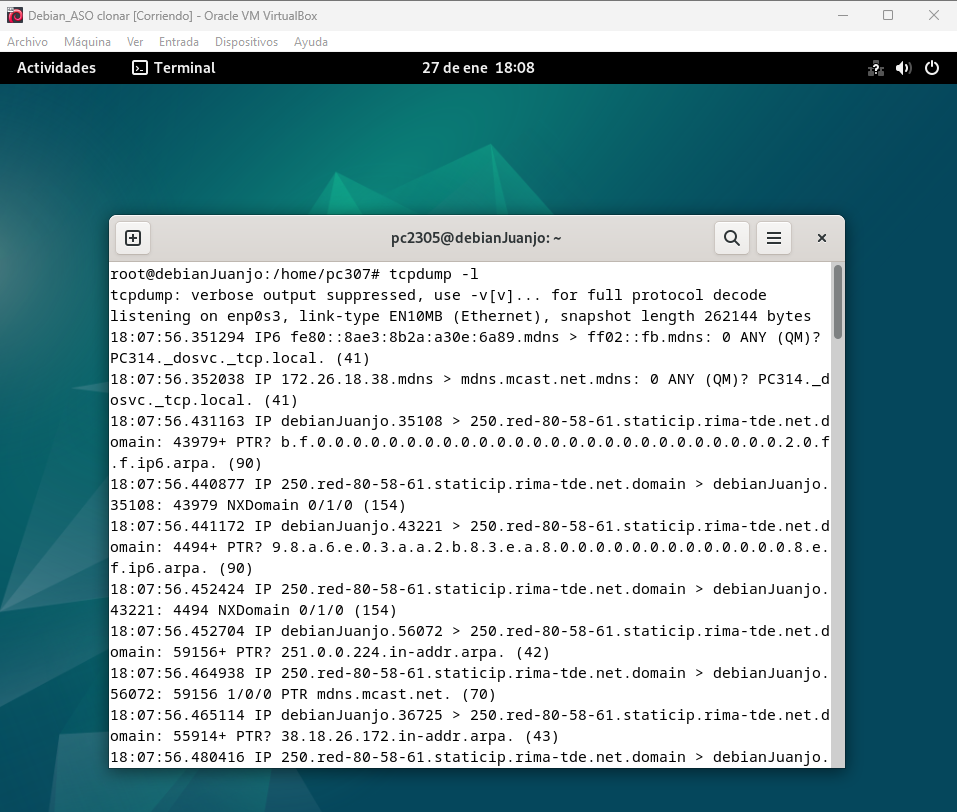 Debian_ASO clonar [Corriendo] - Oracle VM VirtualBox
Archivo Máquina Ver Entrada Dispositivos Ayuda
Actividades Terminal 27 de ene 18:08
pc2305@debianJuanjo: ~
root@debianJuanjo:/home/pc307# tcpdump -l
tcpdump: verbose output suppressed, use -v[v]... for full protocol decode
listening on enp0s3, link-type EN10MB (Ethernet), snapshot length 262144 bytes
18:07:56.351294 IP6 fe80::8ae3:8b2a:a30e:6a89.mdns > ff02::fb.mdns: 0 ANY (QM)?
PC314._dosvc._tcp.local. (41)
18:07:56.352038 IP 172.26.18.38.mdns > mdns.mcast.net.mdns: 0 ANY (QM)? PC314._d
osvc._tcp.local. (41)
18:07:56.431163 IP debianJuanjo.35108 > 250.red-80-58-61.staticip.rima-tde.net.d
omain: 43979+ PTR? b.f.0.0.0.0.0.0.0.0.0.0.0.0.0.0.0.0.0.0.0.0.0.0.0.0.0.0.2.0.f
.f.ip6.arpa. (90)
18:07:56.440877 IP 250.red-80-58-61.staticip.rima-tde.net.domain > debianJuanjo.
35108: 43979 NXDomain 0/1/0 (154)
18:07:56.441172 IP debianJuanjo.43221 > 250.red-80-58-61.staticip.rima-tde.net.d
omain: 4494+ PTR? 9.8.a.6.e.0.3.a.a.2.b.8.3.e.a.8.0.0.0.0.0.0.0.0.0.0.0.0.0.8.e.
f.ip6.arpa. (90)
18:07:56.452424 IP 250.red-80-58-61.staticip.rima-tde.net.domain > debianJuanjo.
43221: 4494 NXDomain 0/1/0 (154)
18:07:56.452704 IP debianJuanjo.56072 > 250.red-80-58-61.staticip.rima-tde.net.d
omain: 59156+ PTR? 251.0.0.224.in-addr.arpa. (42)
18:07:56.464938 IP 250.red-80-58-61.staticip.rima-tde.net.domain > debianJuanjo.
56072: 59156 1/0/0 PTR mdns.mcast.net. (70)
18:07:56.465114 IP debianJuanjo.36725 > 250.red-80-58-61.staticip.rima-tde.net.d
omain: 55914+ PTR? 38.18.26.172.in-addr.arpa. (43)
18:07:56.480416 IP 250.red-80-58-61.staticip.rima-tde.net.domain > debianJuanjo.